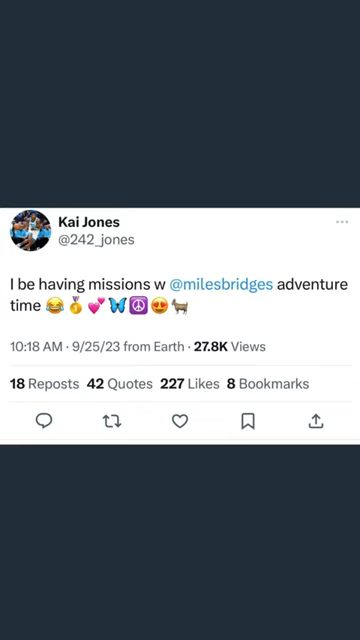 Kai Jones
@242_jones
I be having missions w @milesbridges adventure
time 😂🥇💕🦋☮️😍🐐
10:18 AM · 9/25/23 from Earth · 27.8K Views
18 Reposts 42 Quotes 227 Likes 8 Bookmarks